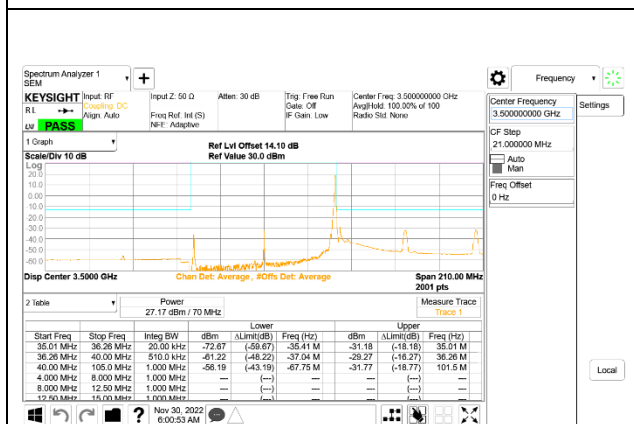 Spectrum Analyzer 1
SEM
Frequency
KEYSIGHT
RL
PASS
Input: RF
Coupling: DC
Align: Auto
Input Z: 50 Ω
Freq Ref: Int (S)
NFE: Adaptive
Atten: 30 dB
Trig: Free Run
Gate: Off
IF Gain: Low
Center Freq: 3.500000000 GHz
Avg|Hold: 100.00% of 100
Radio Std: None
Center Frequency
3.500000000 GHz
Settings
CF Step
21.000000 MHz
Auto
Man
Freq Offset
0 Hz
1 Graph
Scale/Div 10 dB
Ref Lvl Offset 14.10 dB
Ref Value 30.0 dBm
Log
20.0
10.0
0.00
-10.0
-20.0
-30.0
-40.0
-50.0
-60.0
Disp Center 3.5000 GHz
Chan Det: Average , #Offs Det: Average
Span 210.00 MHz
2001 pts
2 Table
Power
27.17 dBm / 70 MHz
Measure Trace
Trace 1
Lower Upper
Start Freq Stop Freq Integ BW dBm ΔLimit(dB) Freq (Hz) dBm ΔLimit(dB) Freq (Hz)
35.01 MHz 36.26 MHz 20.00 kHz -72.67 (-59.67) -35.41 M -31.18 (-18.18) 35.01 M
36.26 MHz 40.00 MHz 510.0 kHz -61.22 (-48.22) -37.04 M -29.27 (-16.27) 36.26 M
40.00 MHz 105.0 MHz 1.000 MHz -56.19 (-43.19) -67.75 M -31.77 (-18.77) 101.5 M
4.000 MHz 8.000 MHz 1.000 MHz --- (---) --- (---)
8.000 MHz 12.50 MHz 1.000 MHz --- (---) --- (---)
12.50 MHz 15.00 MHz 1.000 MHz --- (---) --- (---)
Local
?
Nov 30, 2022
6:00:53 AM